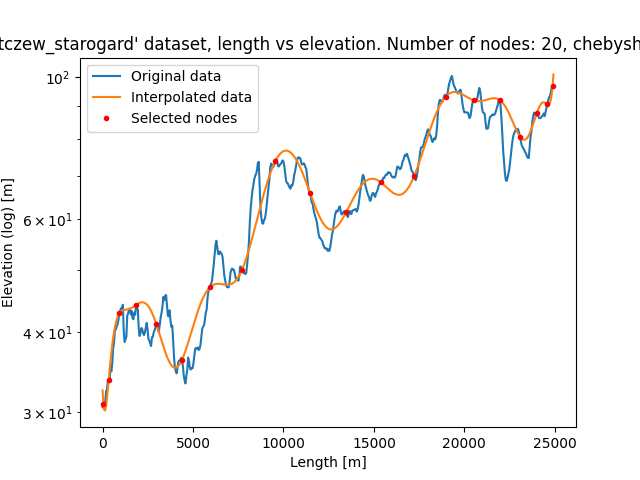 tczew_starogard' dataset, length vs elevation. Number of nodes: 20, chebysh
Original data
Interpolated data
Selected nodes
Elevation (log) [m]
10²
6 × 10¹
4 × 10¹
3 × 10¹
0 5000 10000 15000 20000 25000
Length [m]